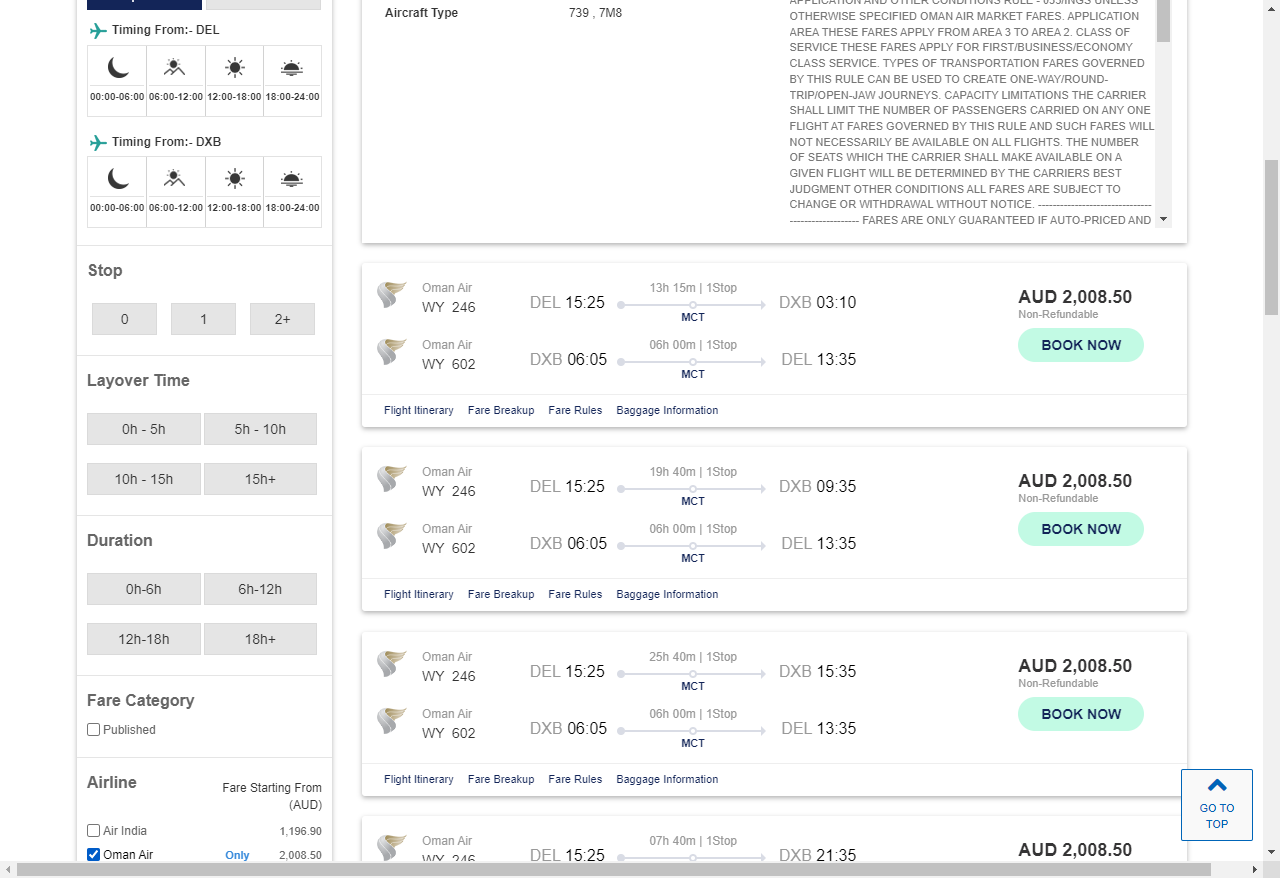 Timing From:- DEL
00:00-06:00 06:00-12:00 12:00-18:00 18:00-24:00
Timing From:- DXB
00:00-06:00 06:00-12:00 12:00-18:00 18:00-24:00
Stop
0 1 2+
Layover Time
0h - 5h 5h - 10h
10h - 15h 15h+
Duration
0h-6h 6h-12h
12h-18h 18h+
Fare Category
Published
Airline Fare Starting From
(AUD)
Air India 1,196.90
Oman Air Only 2,008.50
Aircraft Type 739 , 7M8
APPLICATION AND OTHER CONDITIONS RULE - 035/INGS UNLESS
OTHERWISE SPECIFIED OMAN AIR MARKET FARES. APPLICATION
AREA THESE FARES APPLY FROM AREA 3 TO AREA 2. CLASS OF
SERVICE THESE FARES APPLY FOR FIRST/BUSINESS/ECONOMY
CLASS SERVICE. TYPES OF TRANSPORTATION FARES GOVERNED
BY THIS RULE CAN BE USED TO CREATE ONE-WAY/ROUND-
TRIP/OPEN-JAW JOURNEYS. CAPACITY LIMITATIONS THE CARRIER
SHALL LIMIT THE NUMBER OF PASSENGERS CARRIED ON ANY ONE
FLIGHT AT FARES GOVERNED BY THIS RULE AND SUCH FARES WILL
NOT NECESSARILY BE AVAILABLE ON ALL FLIGHTS. THE NUMBER
OF SEATS WHICH THE CARRIER SHALL MAKE AVAILABLE ON A
GIVEN FLIGHT WILL BE DETERMINED BY THE CARRIERS BEST
JUDGMENT OTHER CONDITIONS ALL FARES ARE SUBJECT TO
CHANGE OR WITHDRAWAL WITHOUT NOTICE. -------------------------------
------------------- FARES ARE ONLY GUARANTEED IF AUTO-PRICED AND
Oman Air 13h 15m | 1Stop
WY 246 DEL 15:25 DXB 03:10 AUD 2,008.50
MCT Non-Refundable
Oman Air 06h 00m | 1Stop BOOK NOW
WY 602 DXB 06:05 DEL 13:35
MCT
Flight Itinerary Fare Breakup Fare Rules Baggage Information
Oman Air 19h 40m | 1Stop
WY 246 DEL 15:25 DXB 09:35 AUD 2,008.50
MCT Non-Refundable
Oman Air 06h 00m | 1Stop BOOK NOW
WY 602 DXB 06:05 DEL 13:35
MCT
Flight Itinerary Fare Breakup Fare Rules Baggage Information
Oman Air 25h 40m | 1Stop
WY 246 DEL 15:25 DXB 15:35 AUD 2,008.50
MCT Non-Refundable
Oman Air 06h 00m | 1Stop BOOK NOW
WY 602 DXB 06:05 DEL 13:35
MCT
Flight Itinerary Fare Breakup Fare Rules Baggage Information
Oman Air 07h 40m | 1Stop
WY 246 DEL 15:25 DXB 21:35 AUD 2,008.50
GO TO
TOP